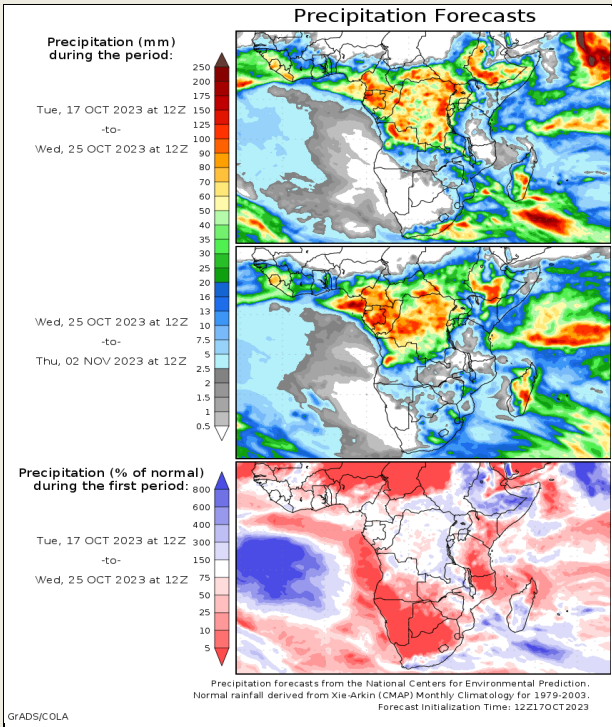 Precipitation Forecasts
Precipitation (mm)
during the period:
Tue, 17 OCT 2023 at 12Z
-to-
Wed, 25 OCT 2023 at 12Z
250
200
175
150
125
100
90
80
70
60
50
40
35
30
25
20
16
13
10
7.5
5
2.5
2
1.5
1
0.5
Wed, 25 OCT 2023 at 12Z
-to-
Thu, 02 NOV 2023 at 12Z
Precipitation (% of normal)
during the first period:
Tue, 17 OCT 2023 at 12Z
-to-
Wed, 25 OCT 2023 at 12Z
800
600
400
300
150
75
50
25
10
5
Precipitation forecasts from the National Centers for Environmental Prediction.
Normal rainfall derived from Xie-Arkin (CMAP) Monthly Climatology for 1979-2003.
Forecast Initialization Time: 12Z17OCT2023
GrADS/COLA